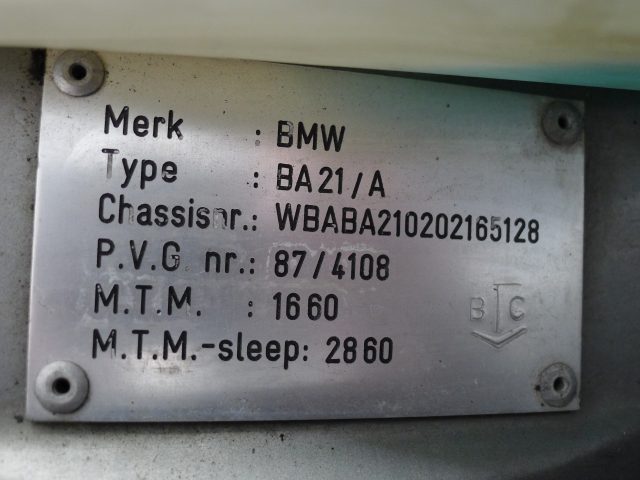 Merk : BMW
Type : BA21/A
Chassisnr.: WBABA210202165128
P.V.G. nr.: 87/4108
M.T.M. : 1660
M.T.M.-sleep: 2860
B C